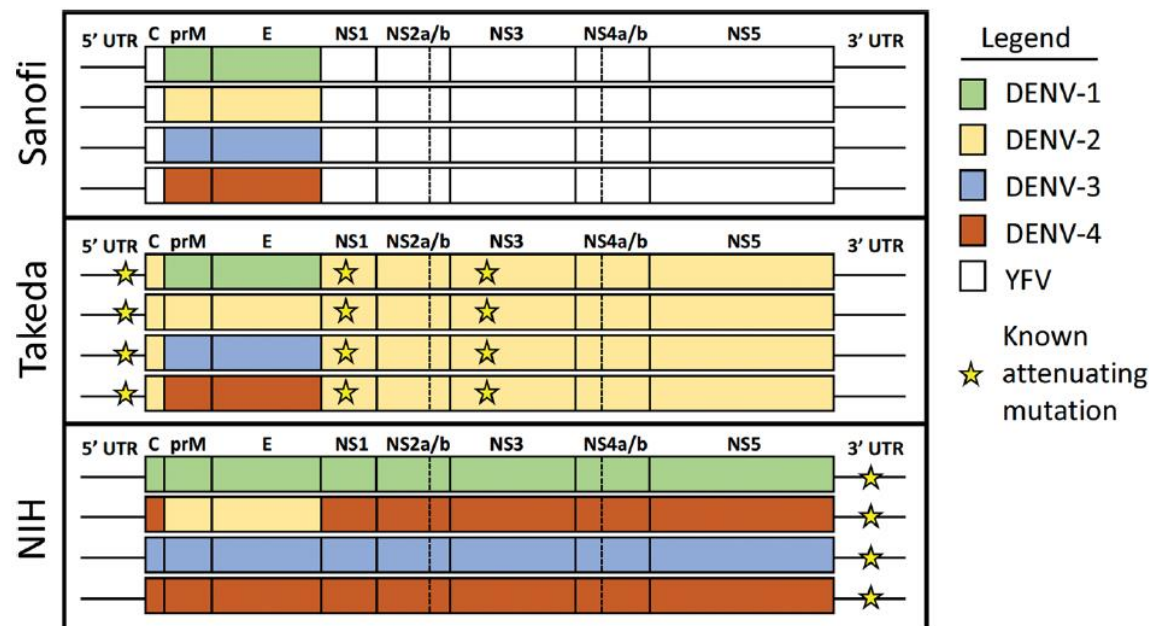 Sanofi
5’ UTR C prM E NS1 NS2a/b NS3 NS4a/b NS5 3’ UTR
Takeda
5’ UTR C prM E NS1 NS2a/b NS3 NS4a/b NS5 3’ UTR
NIH
5’ UTR C prM E NS1 NS2a/b NS3 NS4a/b NS5 3’ UTR
Legend
DENV-1
DENV-2
DENV-3
DENV-4
YFV
Known
attenuating
mutation